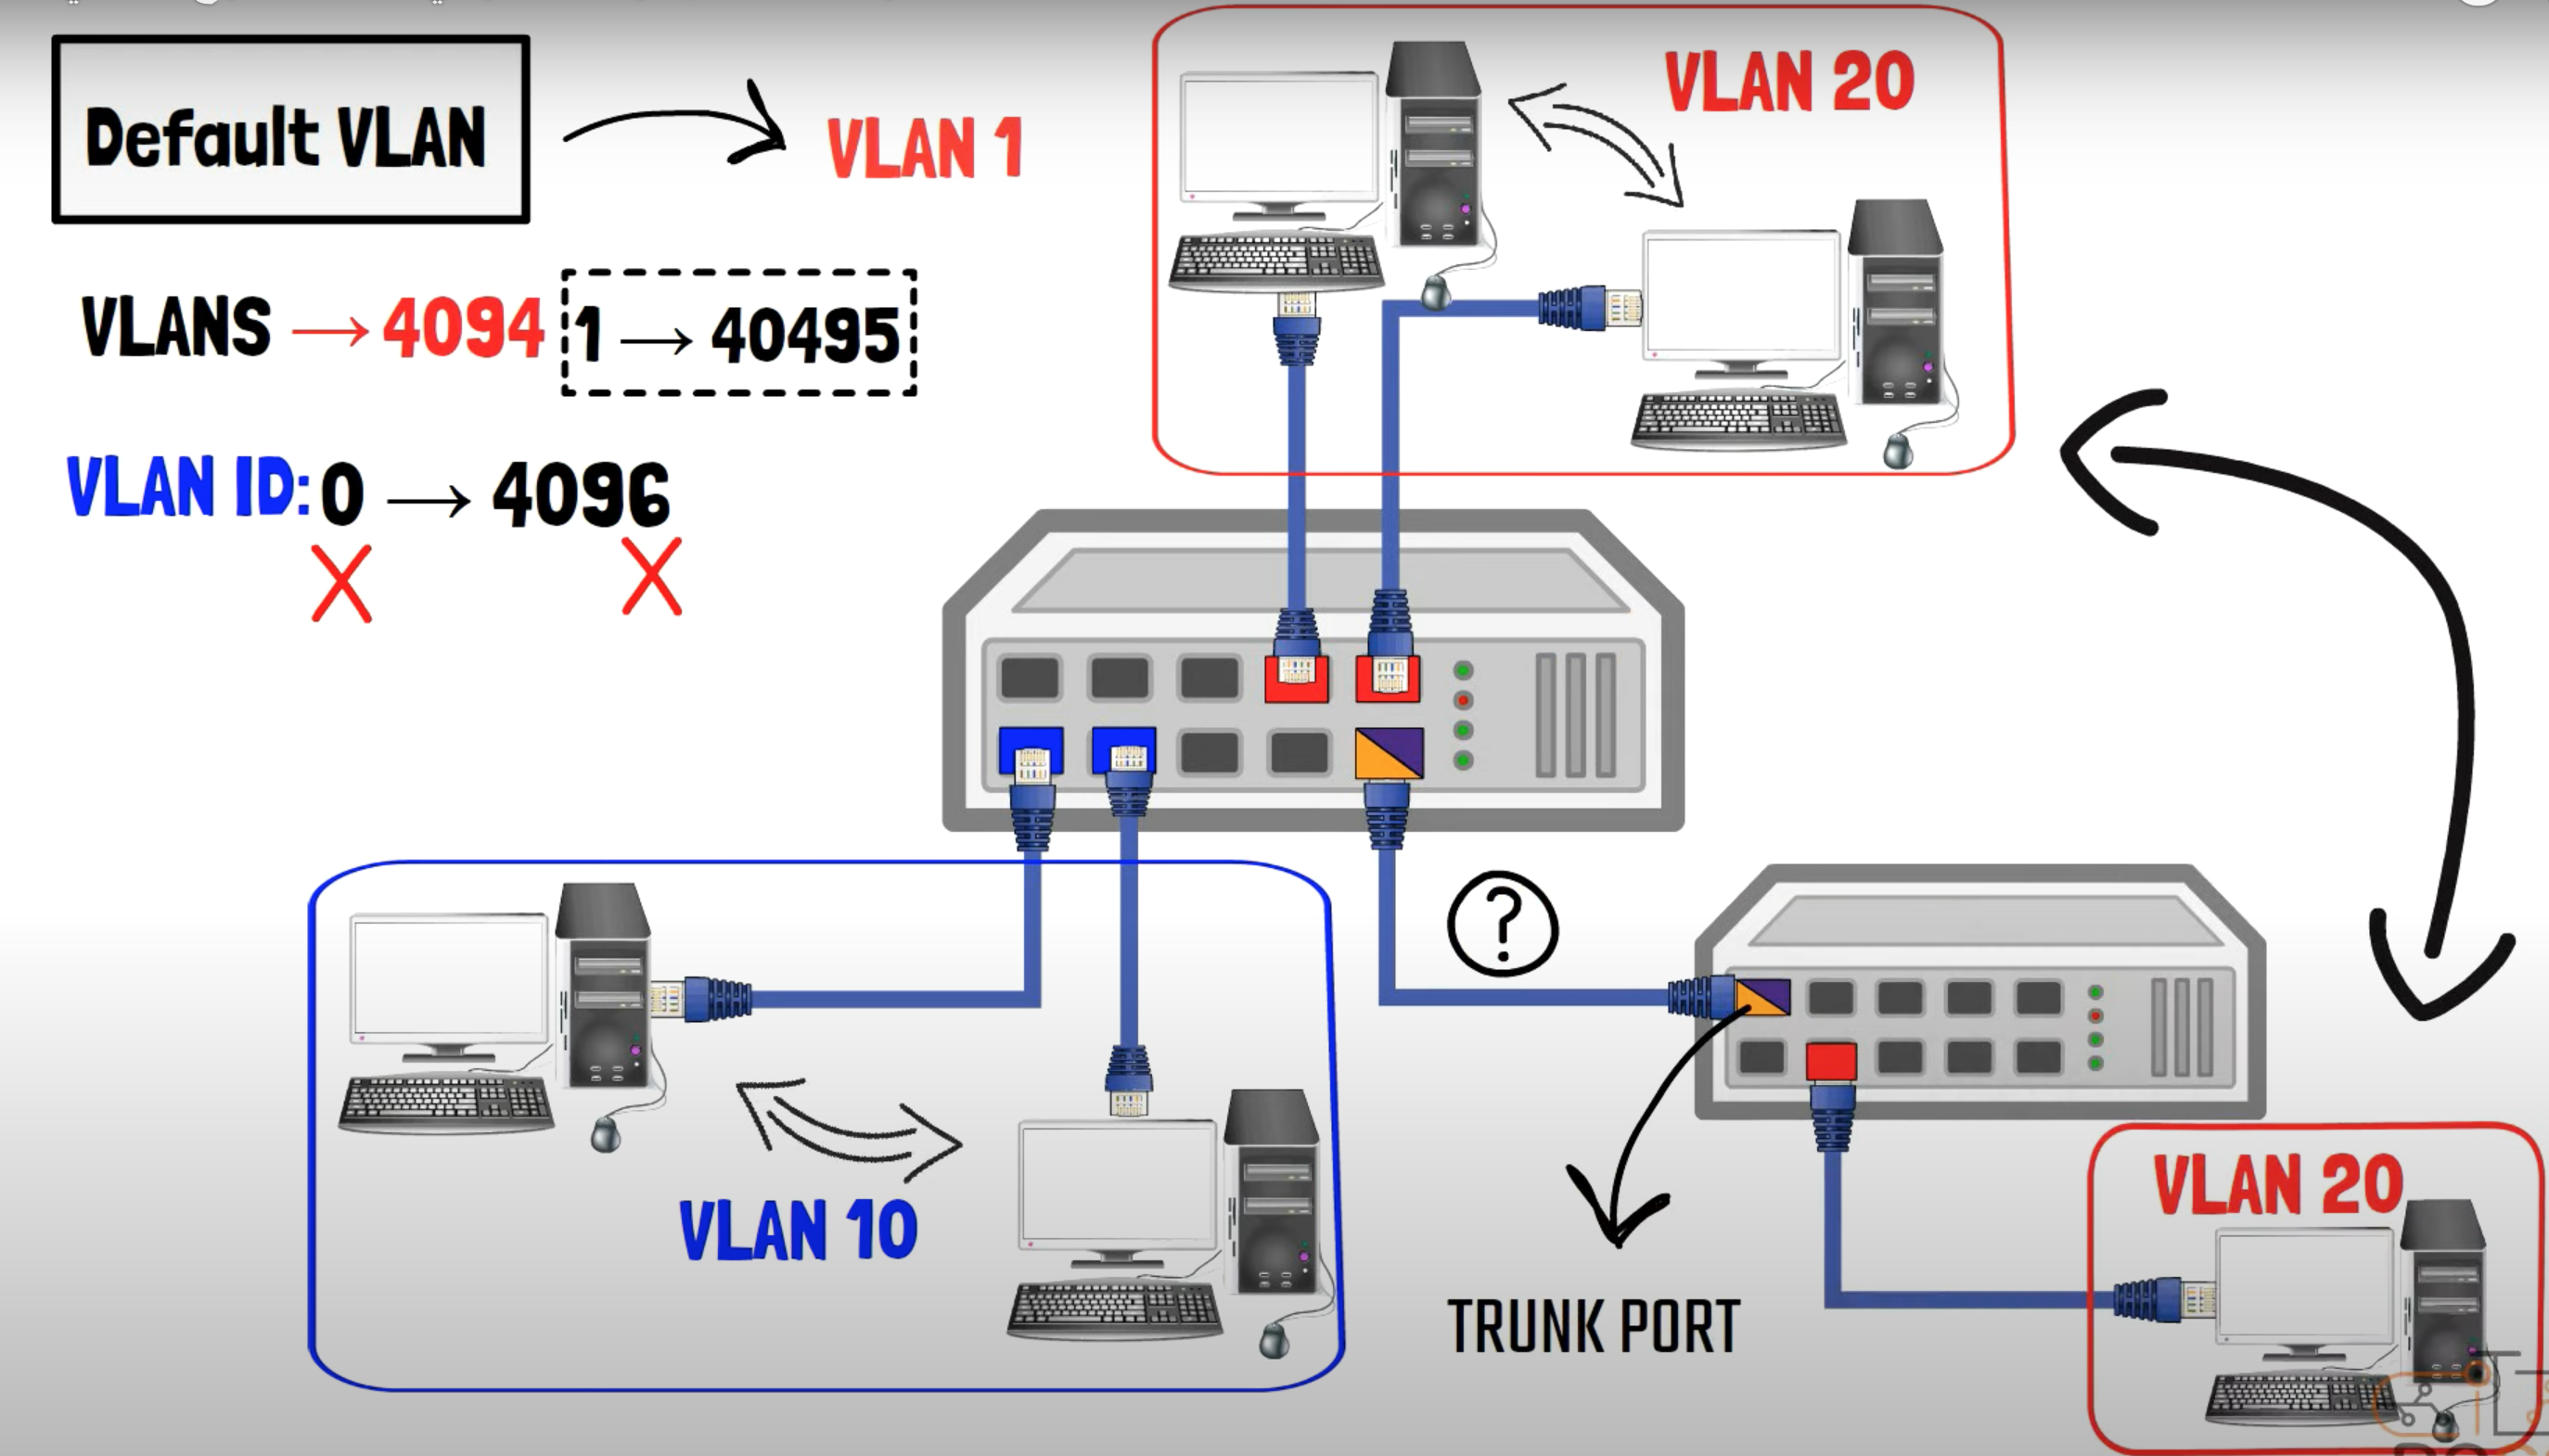 Default VLAN
VLAN 1
VLANS → 4094
1 → 40495
VLAN ID: 0 → 4096
X X
VLAN 20
?
VLAN 10
TRUNK PORT
VLAN 20